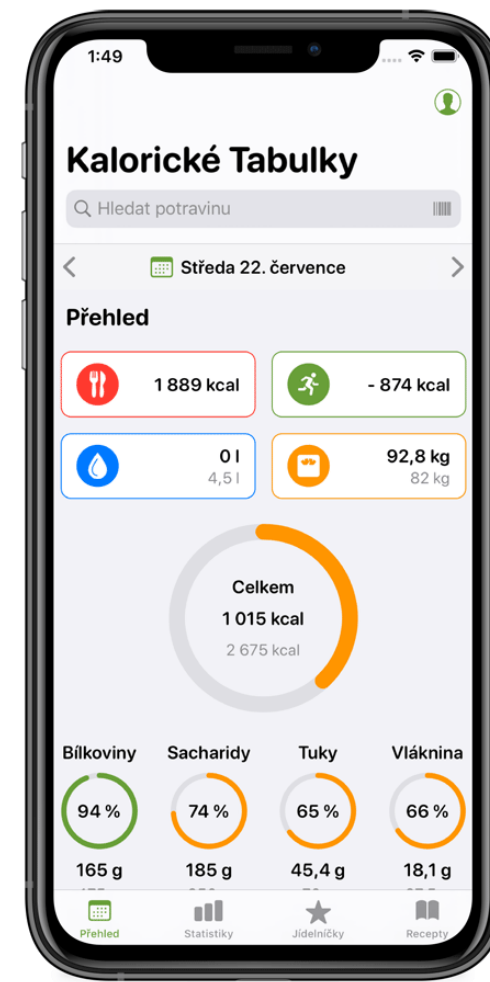 1:49
Kalorické Tabulky
Hledat potravinu
Středa 22. července
Přehled
1 889 kcal
- 874 kcal
0 l
4,5 l
92,8 kg
82 kg
Celkem
1 015 kcal
2 675 kcal
Bílkoviny Sacharidy Tuky Vláknina
94 % 74 % 65 % 66 %
165 g 185 g 45,4 g 18,1 g
Přehled Statistiky Jídelníčky Recepty